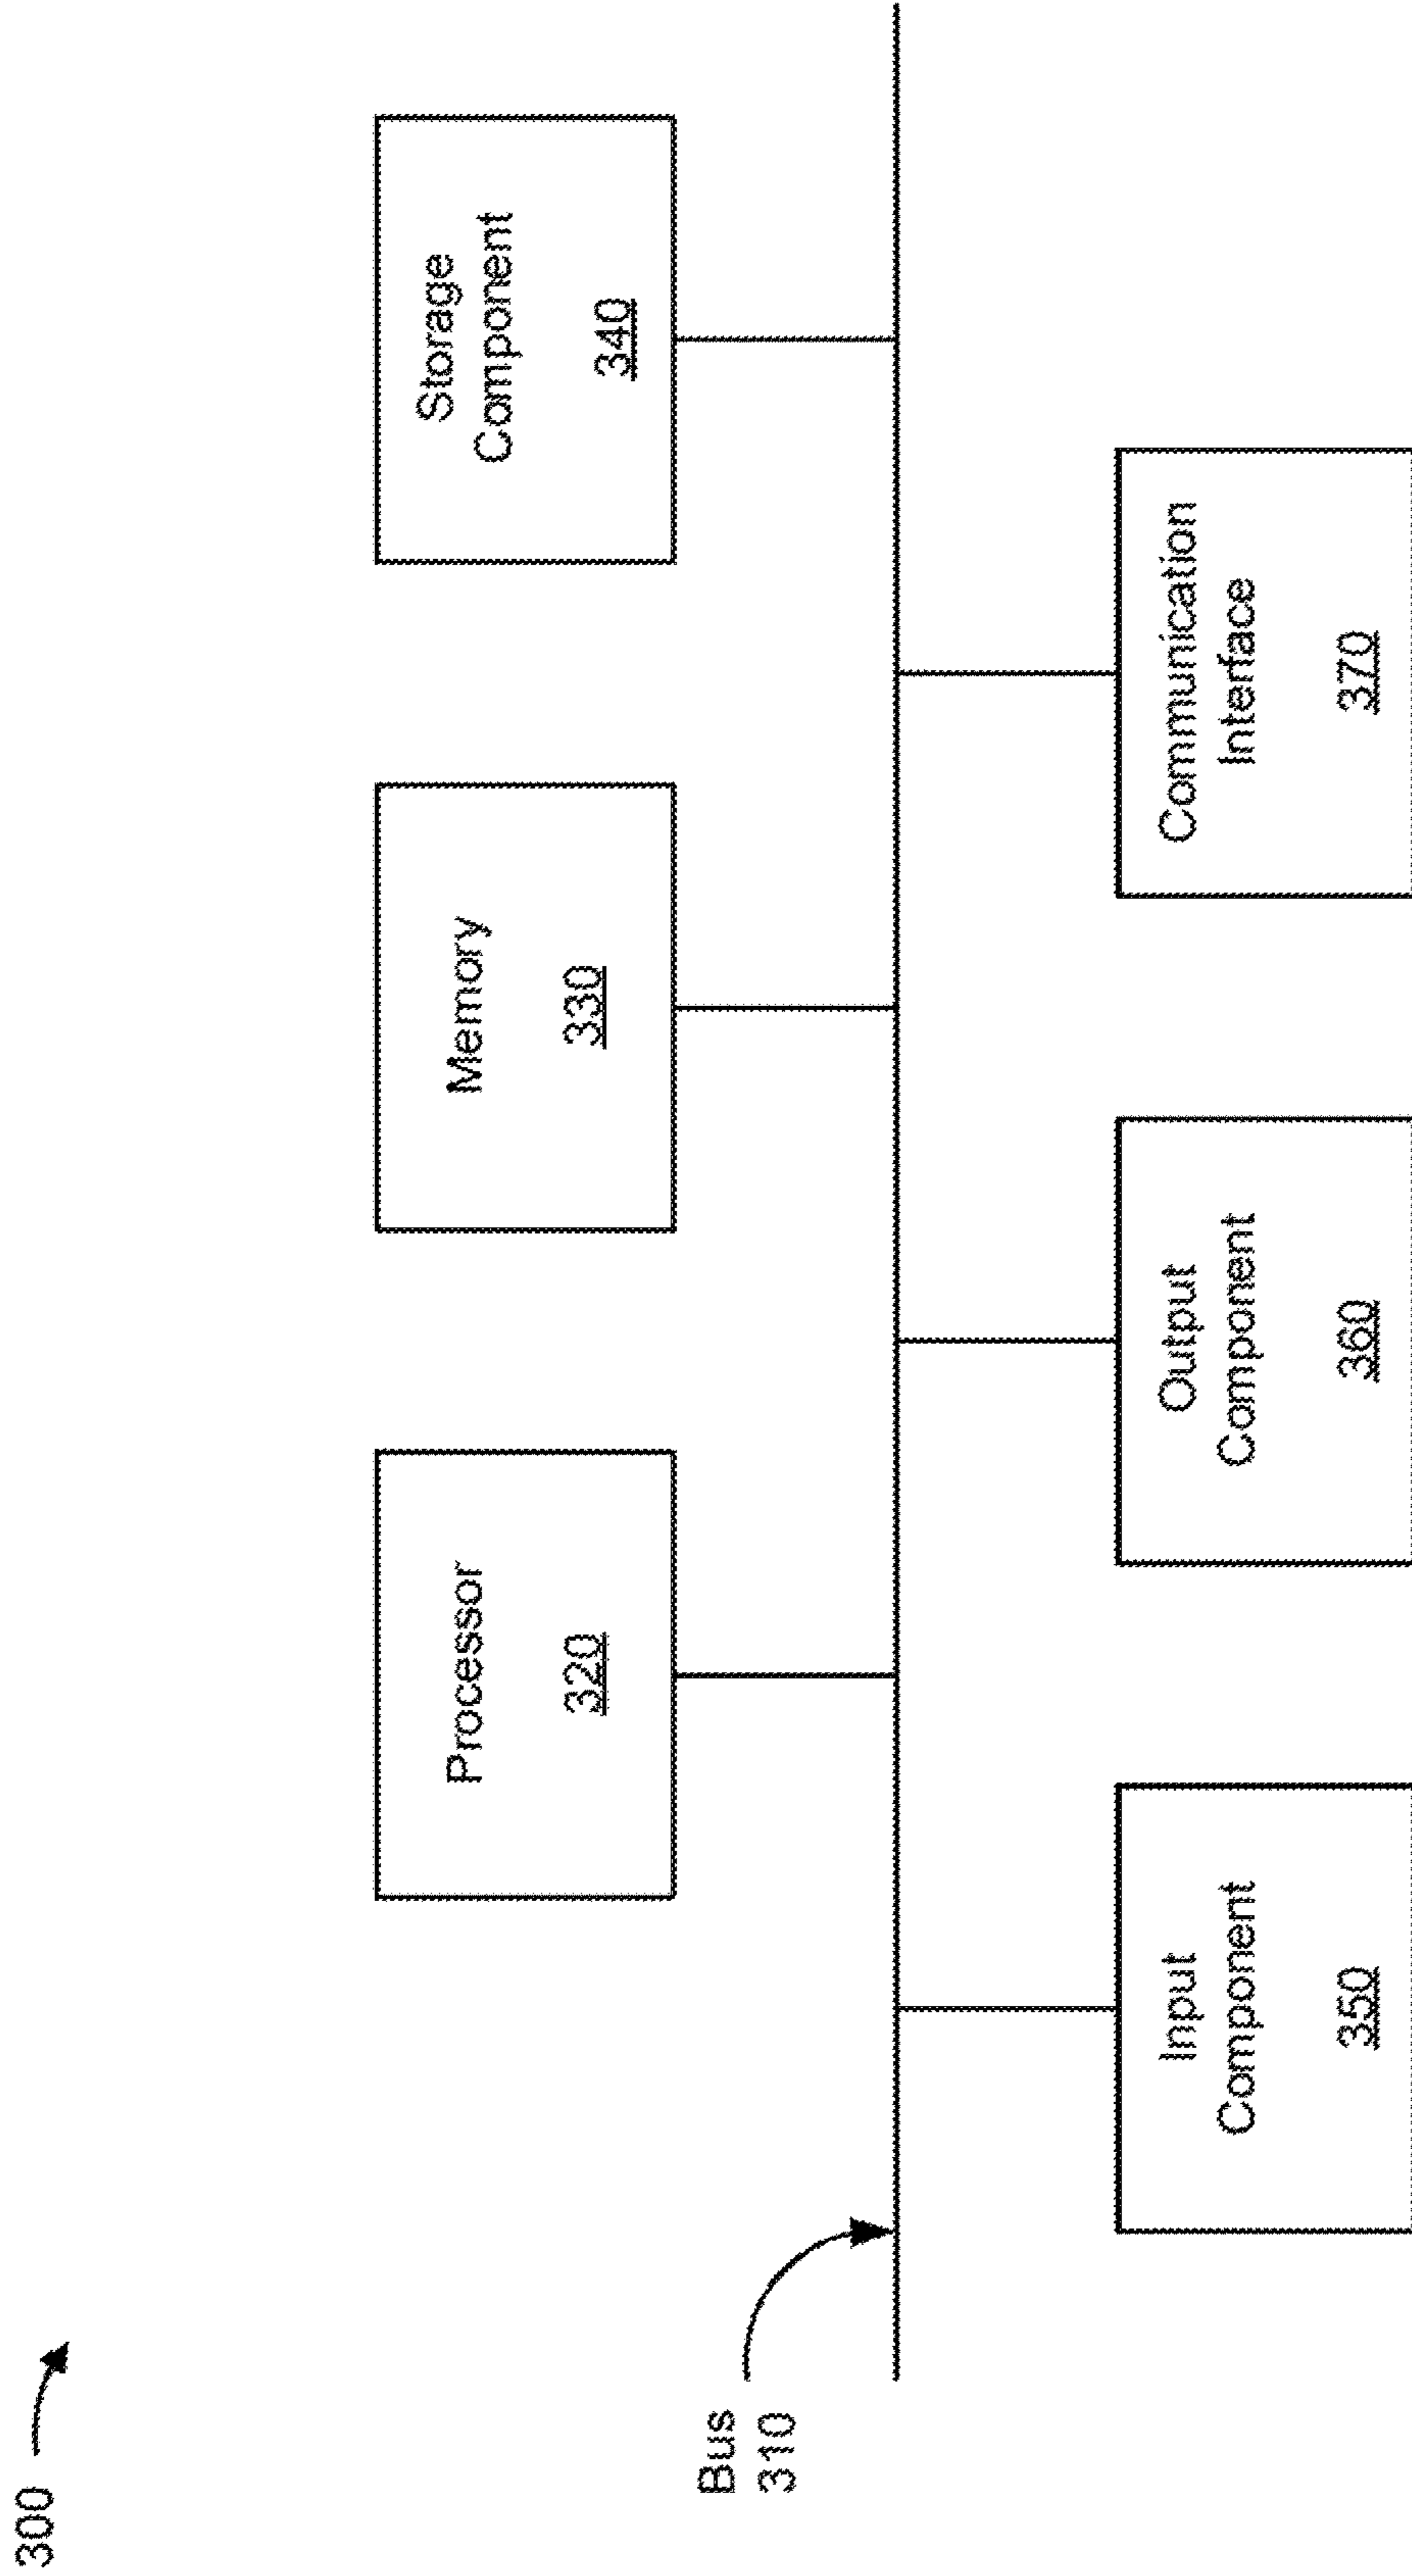 300
Processor
320
Memory
330
Storage
Component
340
Bus
310
Input
Component
350
Output
Component
360
Communication
Interface
370